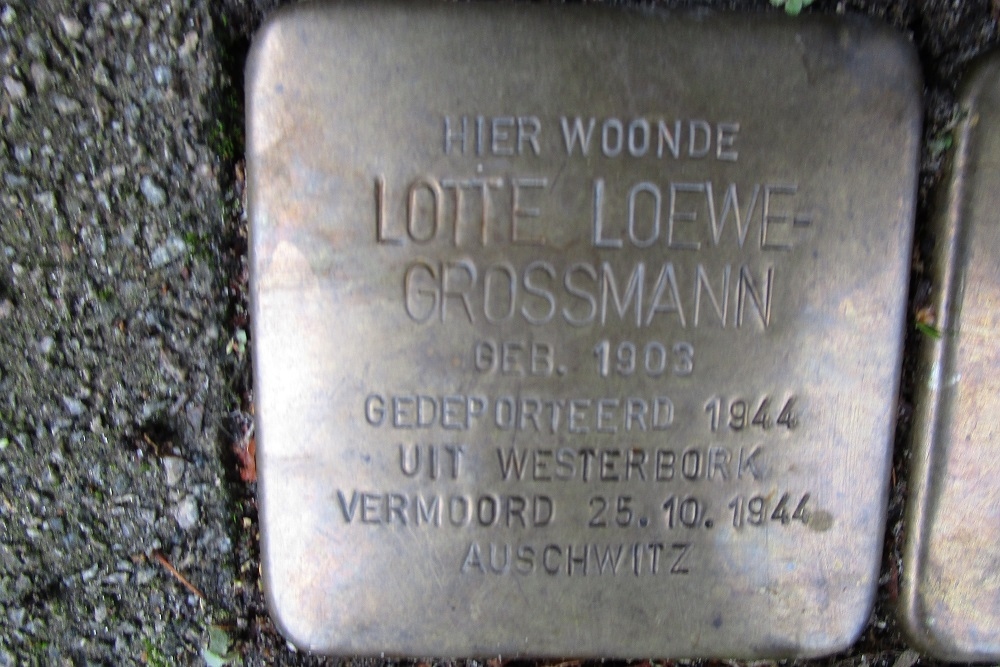 HIER WOONDE
LOTTE LOEWE-
GROSSMANN
GEB. 1903
GEDEPORTEERD 1944
UIT WESTERBORK
VERMOORD 25.10.1944
AUSCHWITZ